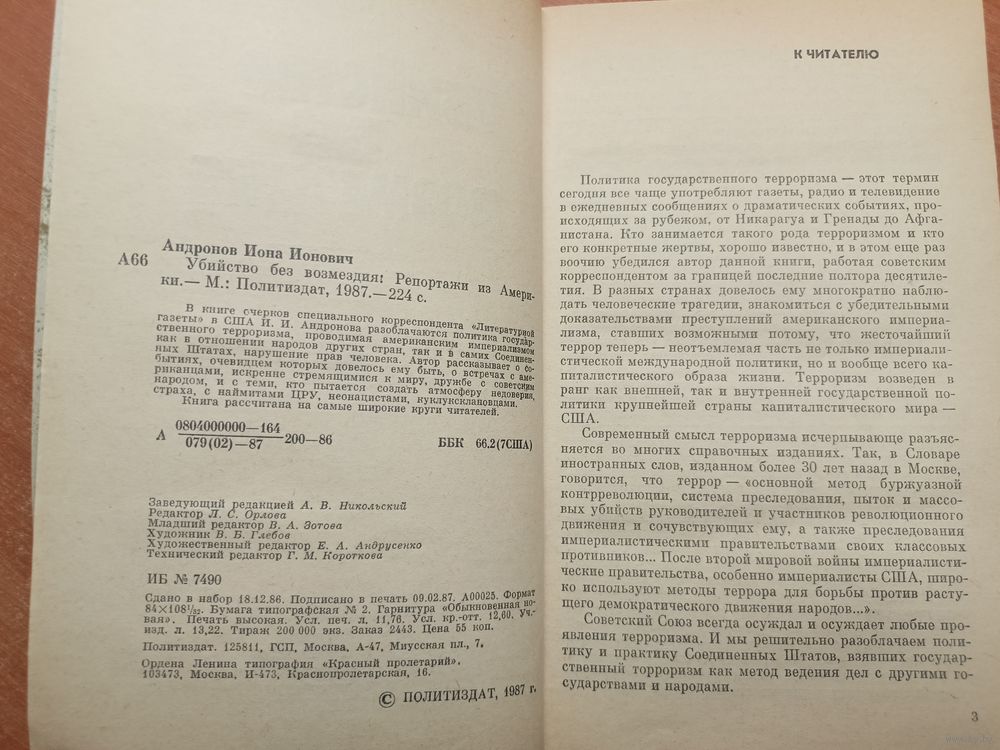 Андронов Иона Ионович
А66
Убийство без возмездия: Репортажи из Амери-
ки.— М.: Политиздат, 1987.—224 с.
В книге очерков специального корреспондента «Литературной
газеты» в США И. И. Андронова разоблачаются политика государ-
ственного терроризма, проводимая американским империализмом
как в отношении народов других стран, так и в самих Соединен-
ных Штатах, нарушение прав человека. Автор рассказывает о со-
бытиях, очевидцем которых довелось ему быть, о встречах с аме-
риканцами, искренне стремящимися к миру, дружбе с советским
народом, и с теми, кто пытается создать атмосферу недоверия,
страха, с наймитами ЦРУ, неонацистами, куклуксклановцами.
Книга рассчитана на самые широкие круги читателей.
0804000000—164
А ———————— 200—86
079(02)—87
ББК 66.2(7США)
Заведующий редакцией А. В. Никольский
Редактор Л. С. Орлова
Младший редактор В. А. Зотова
Художник В. Б. Глебов
Художественный редактор Е. А. Андрусенко
Технический редактор Г. М. Короткова
ИБ № 7490
Сдано в набор 18.12.86. Подписано в печать 09.02.87. А00025. Формат
84×108¹/₃₂. Бумага типографская № 2. Гарнитура «Обыкновенная но-
вая». Печать высокая. Усл. печ. л. 11,76. Усл. кр.-отт. 12,60. Уч.-
изд. л. 13,22. Тираж 200 000 экз. Заказ 2443. Цена 55 коп.
Политиздат. 125811, ГСП, Москва, А-47, Миусская пл., 7.
Ордена Ленина типография «Красный пролетарий».
103473, Москва, И-473, Краснопролетарская, 16.
© ПОЛИТИЗДАТ, 1987 г.
К ЧИТАТЕЛЮ
Политика государственного терроризма — этот термин
сегодня все чаще употребляют газеты, радио и телевидение
в ежедневных сообщениях о драматических событиях, про-
исходящих за рубежом, от Никарагуа и Гренады до Афга-
нистана. Кто занимается такого рода терроризмом и кто
его конкретные жертвы, хорошо известно, и в этом еще раз
воочию убедился автор данной книги, работая советским
корреспондентом за границей последние полтора десятиле-
тия. В разных странах довелось ему многократно наблю-
дать человеческие трагедии, знакомиться с убедительными
доказательствами преступлений американского империа-
лизма, ставших возможными потому, что жесточайший
террор теперь — неотъемлемая часть не только империали-
стической международной политики, но и вообще всего ка-
питалистического образа жизни. Терроризм возведен в
ранг как внешней, так и внутренней государственной по-
литики крупнейшей страны капиталистического мира —
США.
Современный смысл терроризма исчерпывающе разъяс-
няется во многих справочных изданиях. Так, в Словаре
иностранных слов, изданном более 30 лет назад в Москве,
говорится, что террор — «основной метод буржуазной
контрреволюции, система преследования, пыток и массо-
вых убийств руководителей и участников революционного
движения и сочувствующих ему, а также преследования
империалистическими правительствами своих классовых
противников... После второй мировой войны империалисти-
ческие правительства, особенно империалисты США, широ-
ко используют методы террора для борьбы против расту-
щего демократического движения народов...».
Советский Союз всегда осуждал и осуждает любые про-
явления терроризма. И мы решительно разоблачаем полити-
ку и практику Соединенных Штатов, взявших государ-
ственный терроризм как метод ведения дел с другими го-
сударствами и народами.
3